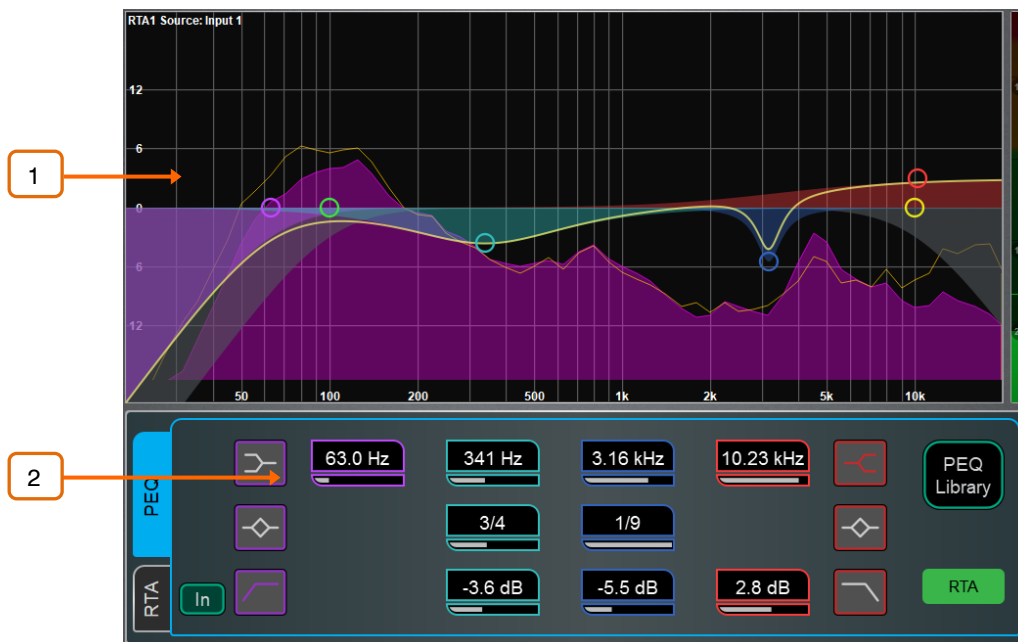 RTA1 Source: Input 1
12
6
0
6
12
50 100 200 500 1k 2k 5k 10k
1
2
PEQ
RTA
In
63.0 Hz 341 Hz 3.16 kHz 10.23 kHz
3/4 1/9
-3.6 dB -5.5 dB 2.8 dB
PEQ
Library
RTA